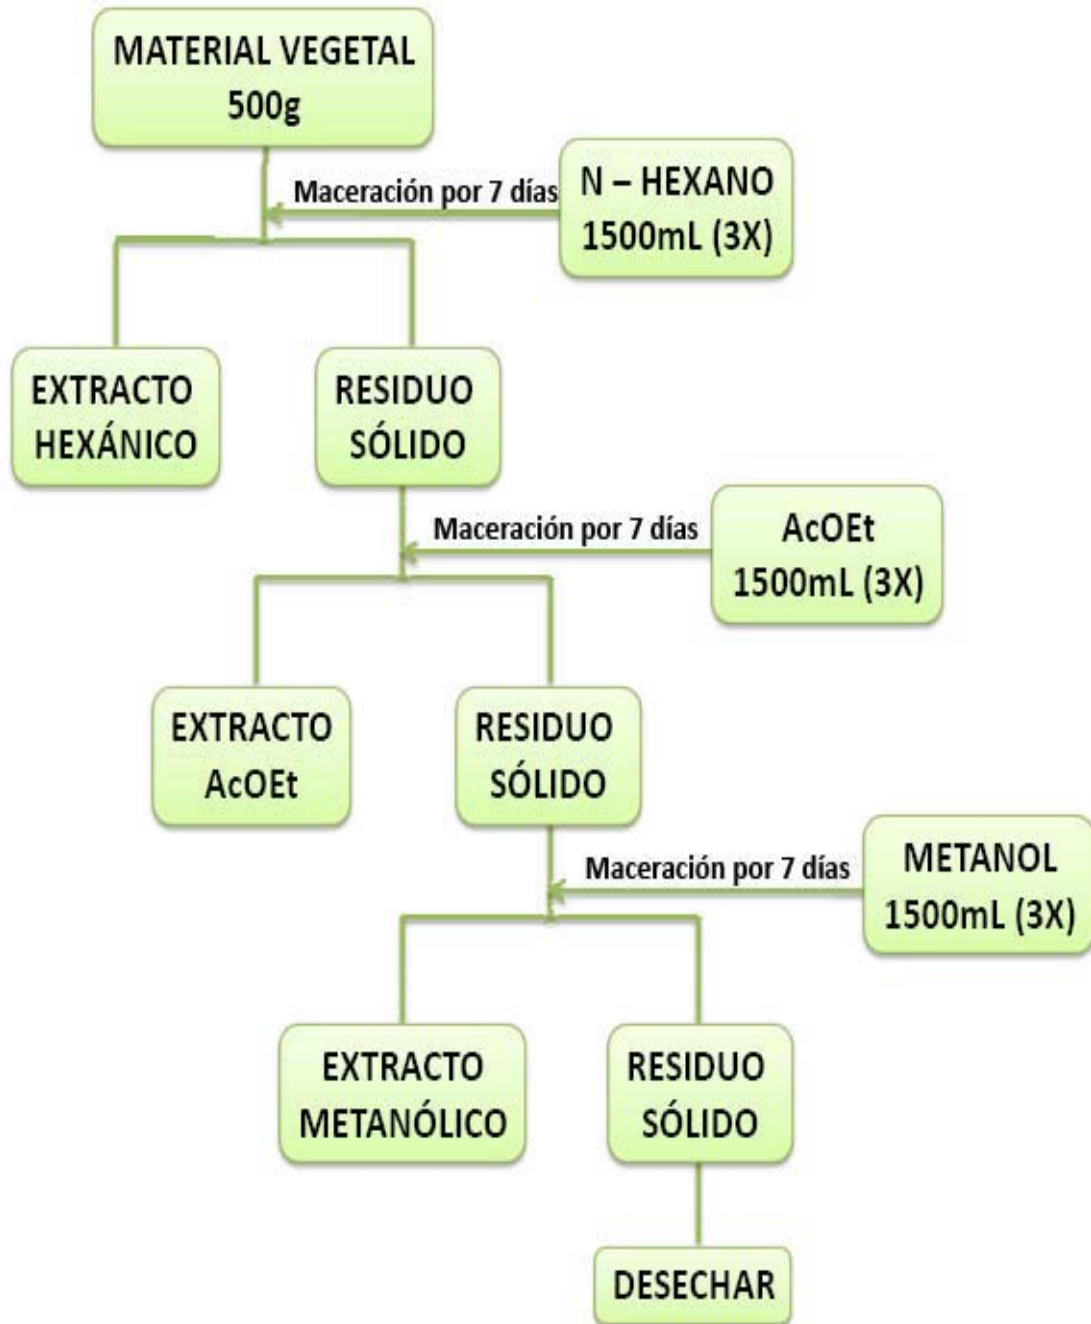 MATERIAL VEGETAL
500g
Maceración por 7 días
N – HEXANO
1500mL (3X)
EXTRACTO
HEXÁNICO
RESIDUO
SÓLIDO
Maceración por 7 días
AcOEt
1500mL (3X)
EXTRACTO
AcOEt
RESIDUO
SÓLIDO
Maceración por 7 días
METANOL
1500mL (3X)
EXTRACTO
METANÓLICO
RESIDUO
SÓLIDO
DESECHAR